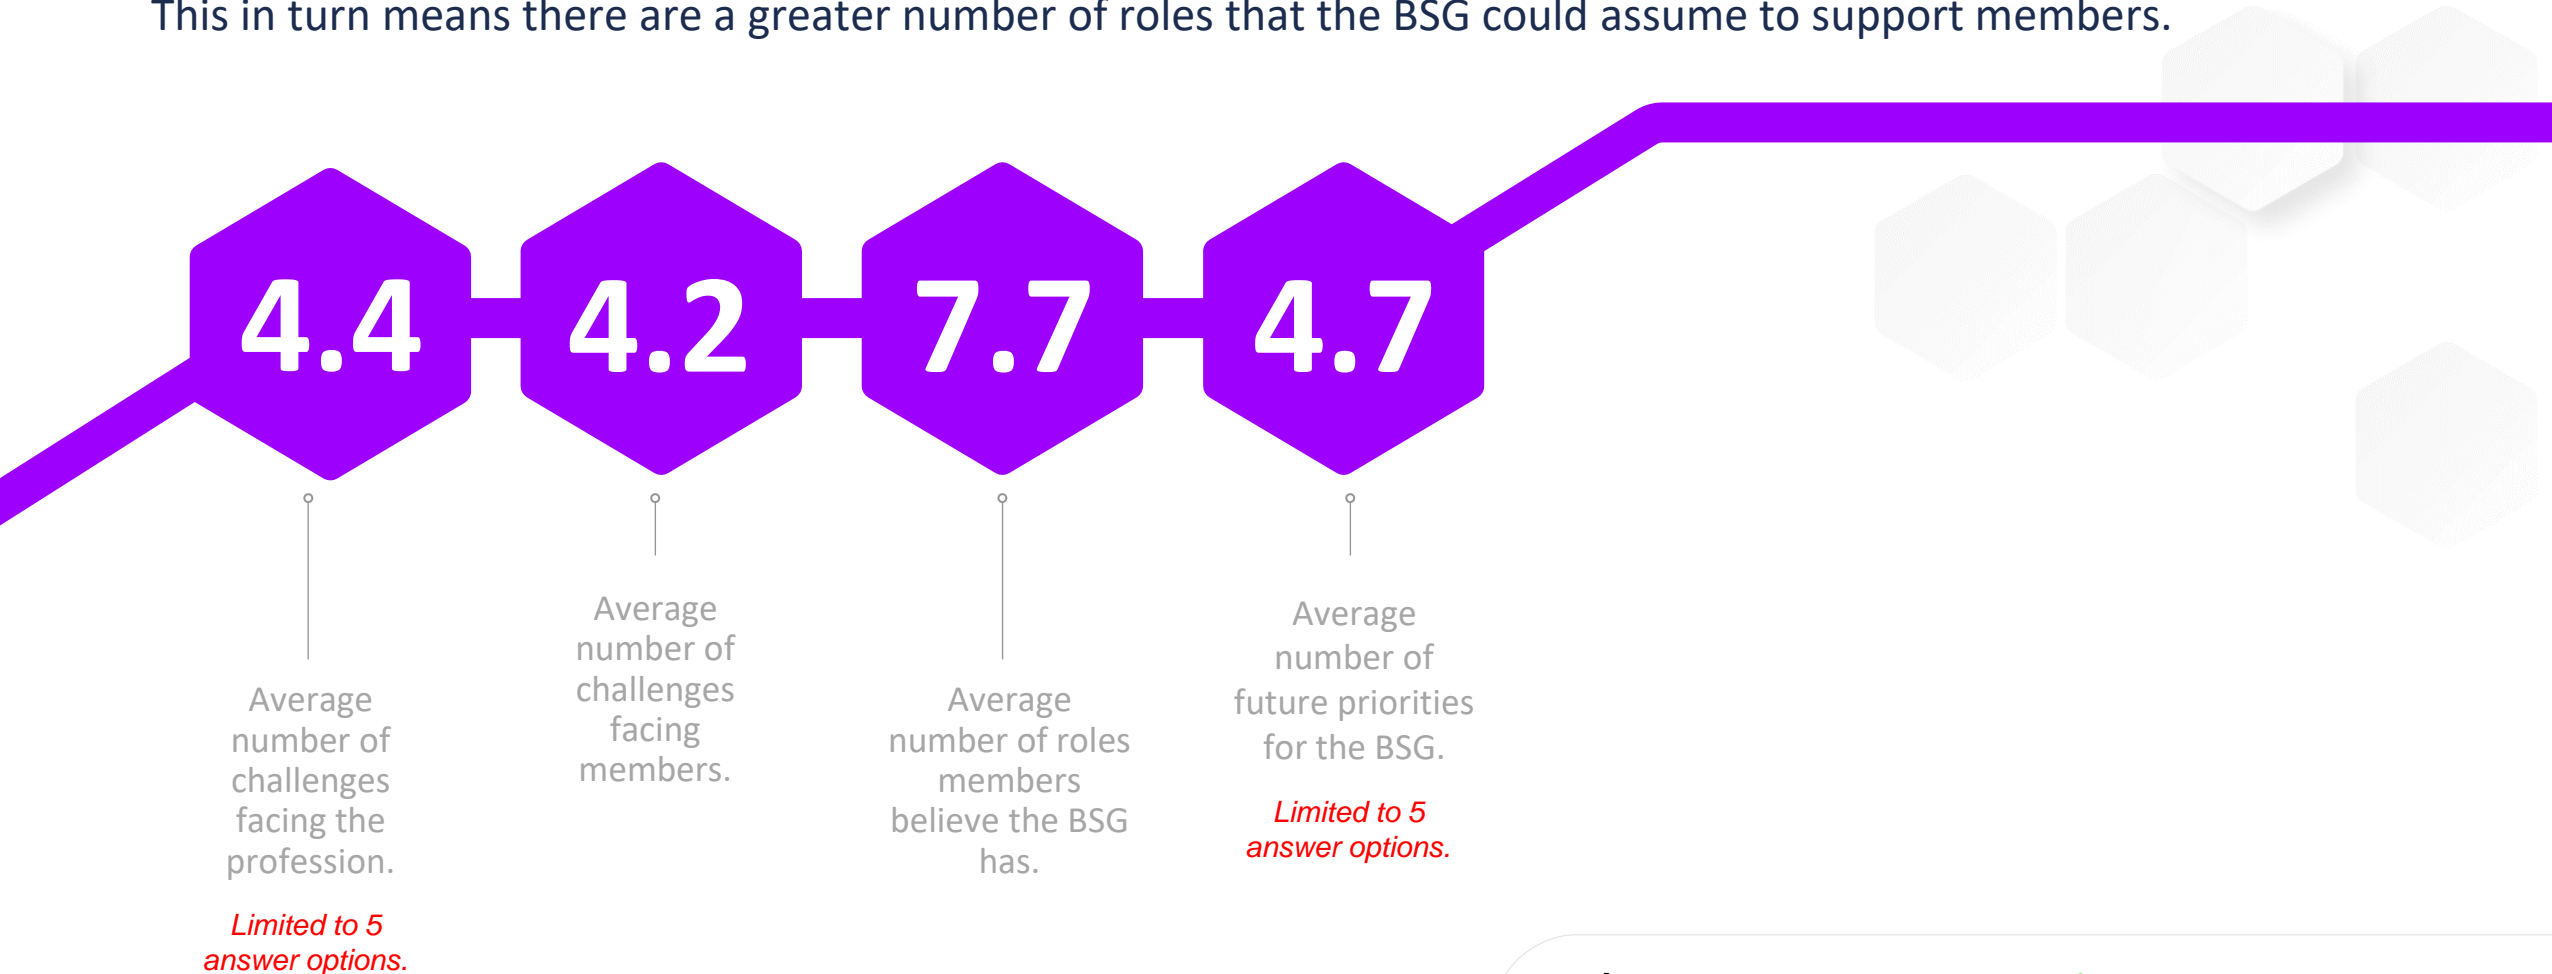 This in turn means there are a greater number of roles that the BSG could assume to support members.
4.4
4.2
7.7
4.7
Average
number of
challenges
facing the
profession.
Limited to 5
answer options.
Average
number of
challenges
facing
members.
Average
number of roles
members
believe the BSG
has.
Average
number of
future priorities
for the BSG.
Limited to 5
answer options.